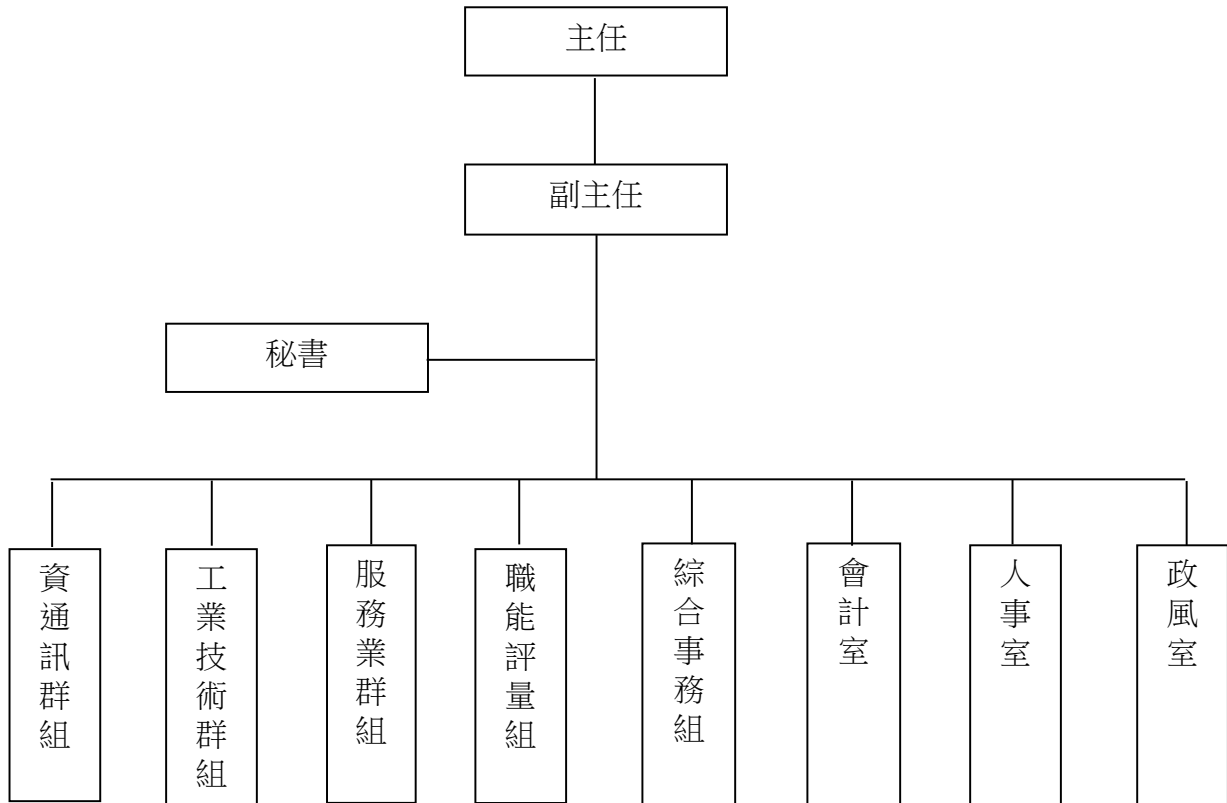 主任
副主任
秘書
資通訊群組
工業技術群組
服務業群組
職能評量組
綜合事務組
會計室
人事室
政風室